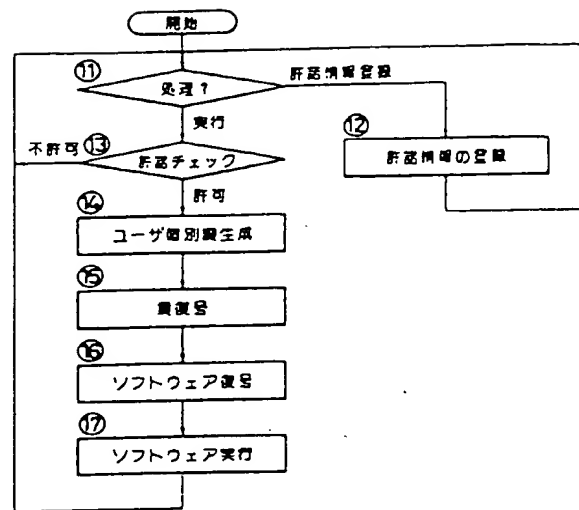 開始
⑪
処理?
許諾情報登録
実行
⑫
許諾情報の登録
不許可
⑬
許諾チェック
許可
⑭
ユーザ個別鍵生成
⑮
鍵復号
⑯
ソフトウェア復号
⑰
ソフトウェア実行